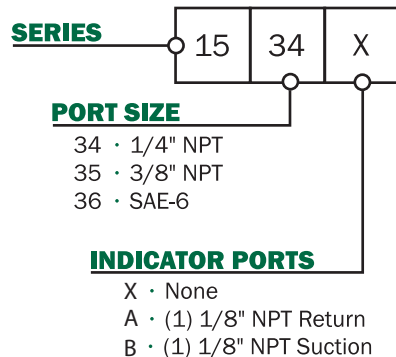 SERIES 15 34 X
PORT SIZE
34 · 1/4" NPT
35 · 3/8" NPT
36 · SAE-6
INDICATOR PORTS
X · None
A · (1) 1/8" NPT Return
B · (1) 1/8" NPT Suction